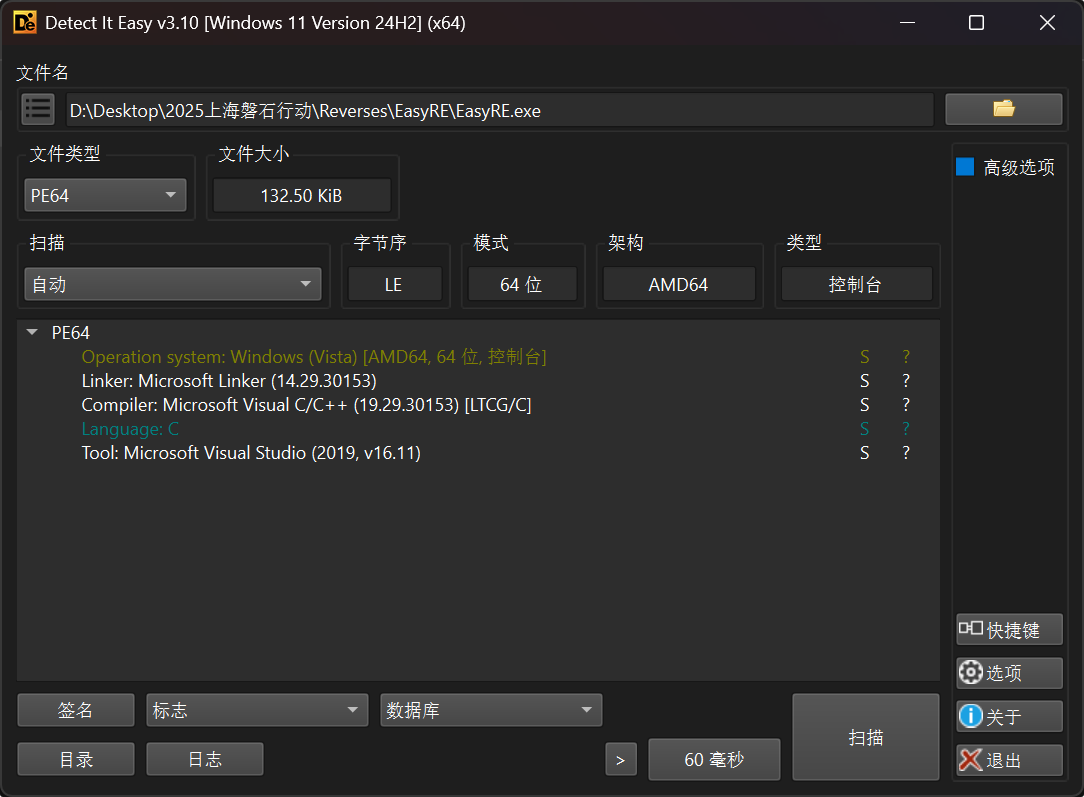 Detect It Easy v3.10 [Windows 11 Version 24H2] (x64)
文件名
D:\Desktop\2025上海磐石行动\Reverses\EasyRE\EasyRE.exe
文件类型
文件大小
高级选项
PE64
132.50 KiB
扫描
字节序
模式
架构
类型
自动
LE
64 位
AMD64
控制台
PE64
Operation system: Windows (Vista) [AMD64, 64 位, 控制台] S ?
Linker: Microsoft Linker (14.29.30153) S ?
Compiler: Microsoft Visual C/C++ (19.29.30153) [LTCG/C] S ?
Language: C S ?
Tool: Microsoft Visual Studio (2019, v16.11) S ?
快捷键
选项
关于
退出
签名
标志
数据库
扫描
目录
日志
>
60 毫秒